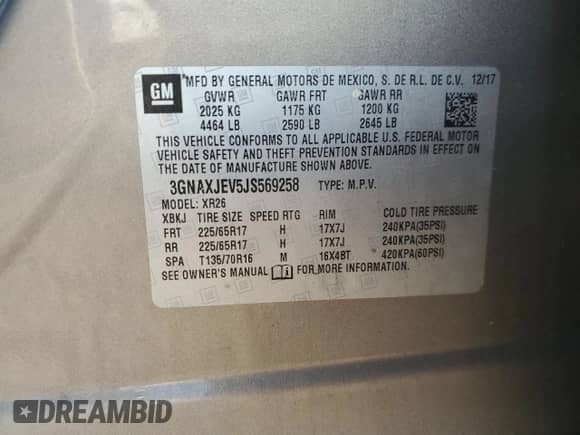 GM
MFD BY GENERAL MOTORS DE MEXICO, S. DE R.L. DE C.V. 12/17
GVWR GAWR FRT GAWR RR
2025 KG 1175 KG 1200 KG
4464 LB 2590 LB 2645 LB
THIS VEHICLE CONFORMS TO ALL APPLICABLE U.S. FEDERAL MOTOR
VEHICLE SAFETY AND THEFT PREVENTION STANDARDS IN EFFECT ON
THE DATE OF MANUFACTURE SHOWN ABOVE.
3GNAXJEV5JS569258 TYPE: M.P.V.
MODEL: XR26
XBKJ TIRE SIZE SPEED RTG RIM COLD TIRE PRESSURE
FRT 225/65R17 H 17X7J 240KPA(35PSI)
RR 225/65R17 H 17X7J 240KPA(35PSI)
SPA T135/70R16 M 16X4BT 420KPA(60PSI)
SEE OWNER'S MANUAL FOR MORE INFORMATION.
DREAMBID